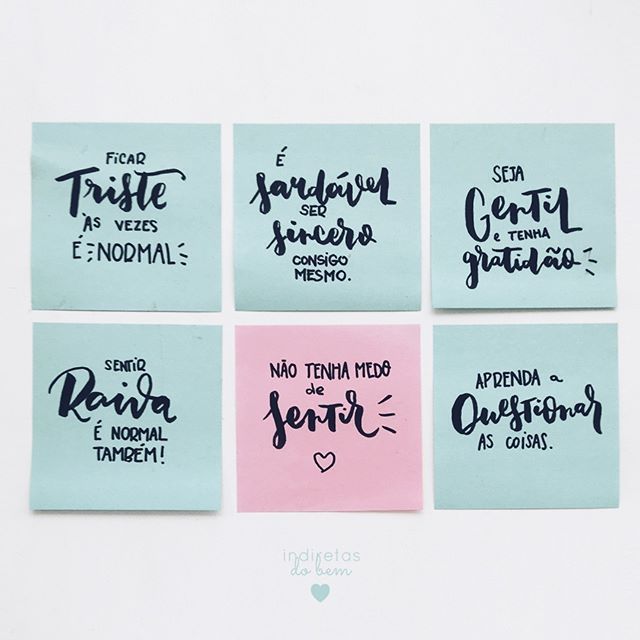 FICAR
Triste
ÀS VEZES
É NORMAL
É
Saudável
SER
Sincero
CONSIGO
MESMO.
SEJA
Gentil
e TENHA
gratidão
SENTIR
Raiva
É NORMAL
TAMBÉM!
NÃO TENHA MEDO
de
Sentir
APRENDA a
Questionar
AS COISAS.
indiretas
do bem